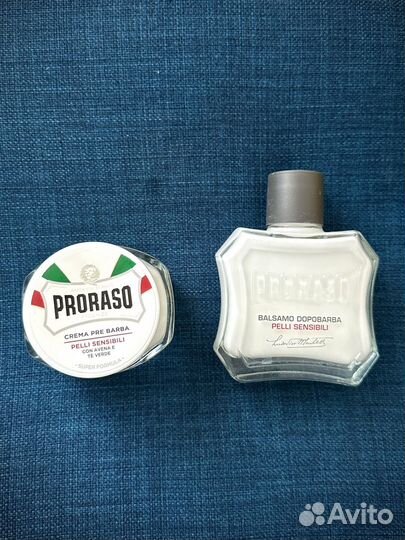 PRORASO
CREMA PRE BARBA
PELLI SENSIBILI
CON AVENA E
TÈ VERDE
• SUPER FORMULA •
PRORASO
BALSAMO DOPOBARBA
PELLI SENSIBILI
Avito